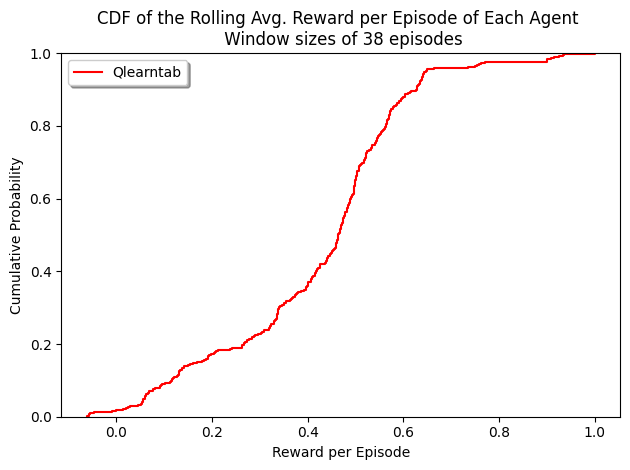 CDF of the Rolling Avg. Reward per Episode of Each Agent
Window sizes of 38 episodes
Qlearntab
1.0
0.8
0.6
0.4
0.2
0.0
Cumulative Probability
0.0 0.2 0.4 0.6 0.8 1.0
Reward per Episode